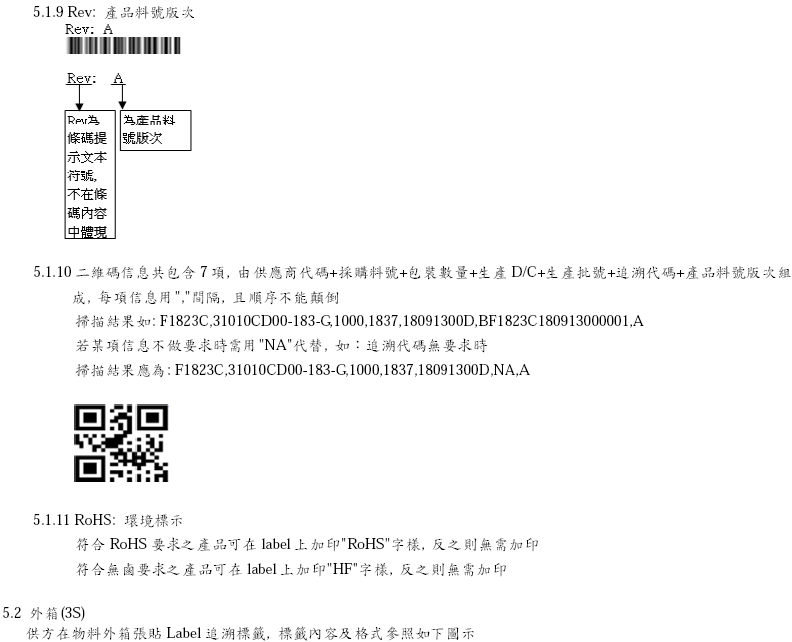 5.1.9 Rev: 產品料號版次
Rev: A
Rev: A
Rev為
條碼提
示文本
符號,
不在條
碼內容
中體現
為產品料
號版次
5.1.10 二維碼信息共包含 7 項, 由供應商代碼+採購料號+包裝數量+生產 D/C+生產批號+追溯代碼+產品料號版次組
成, 每項信息用","間隔, 且順序不能顛倒
掃描結果如: F1823C,31010CD00-183-G,1000,1837,18091300D,BF1823C180913000001,A
若某項信息不做要求時需用"NA"代替, 如：追溯代碼無要求時
掃描結果應為: F1823C,31010CD00-183-G,1000,1837,18091300D,NA,A
5.1.11 RoHS: 環境標示
符合 RoHS 要求之產品可在 label 上加印"RoHS"字樣, 反之則無需加印
符合無鹵要求之產品可在 label 上加印"HF"字樣, 反之則無需加印
5.2 外箱(3S)
供方在物料外箱張貼 Label 追溯標籤, 標籤內容及格式參照如下圖示